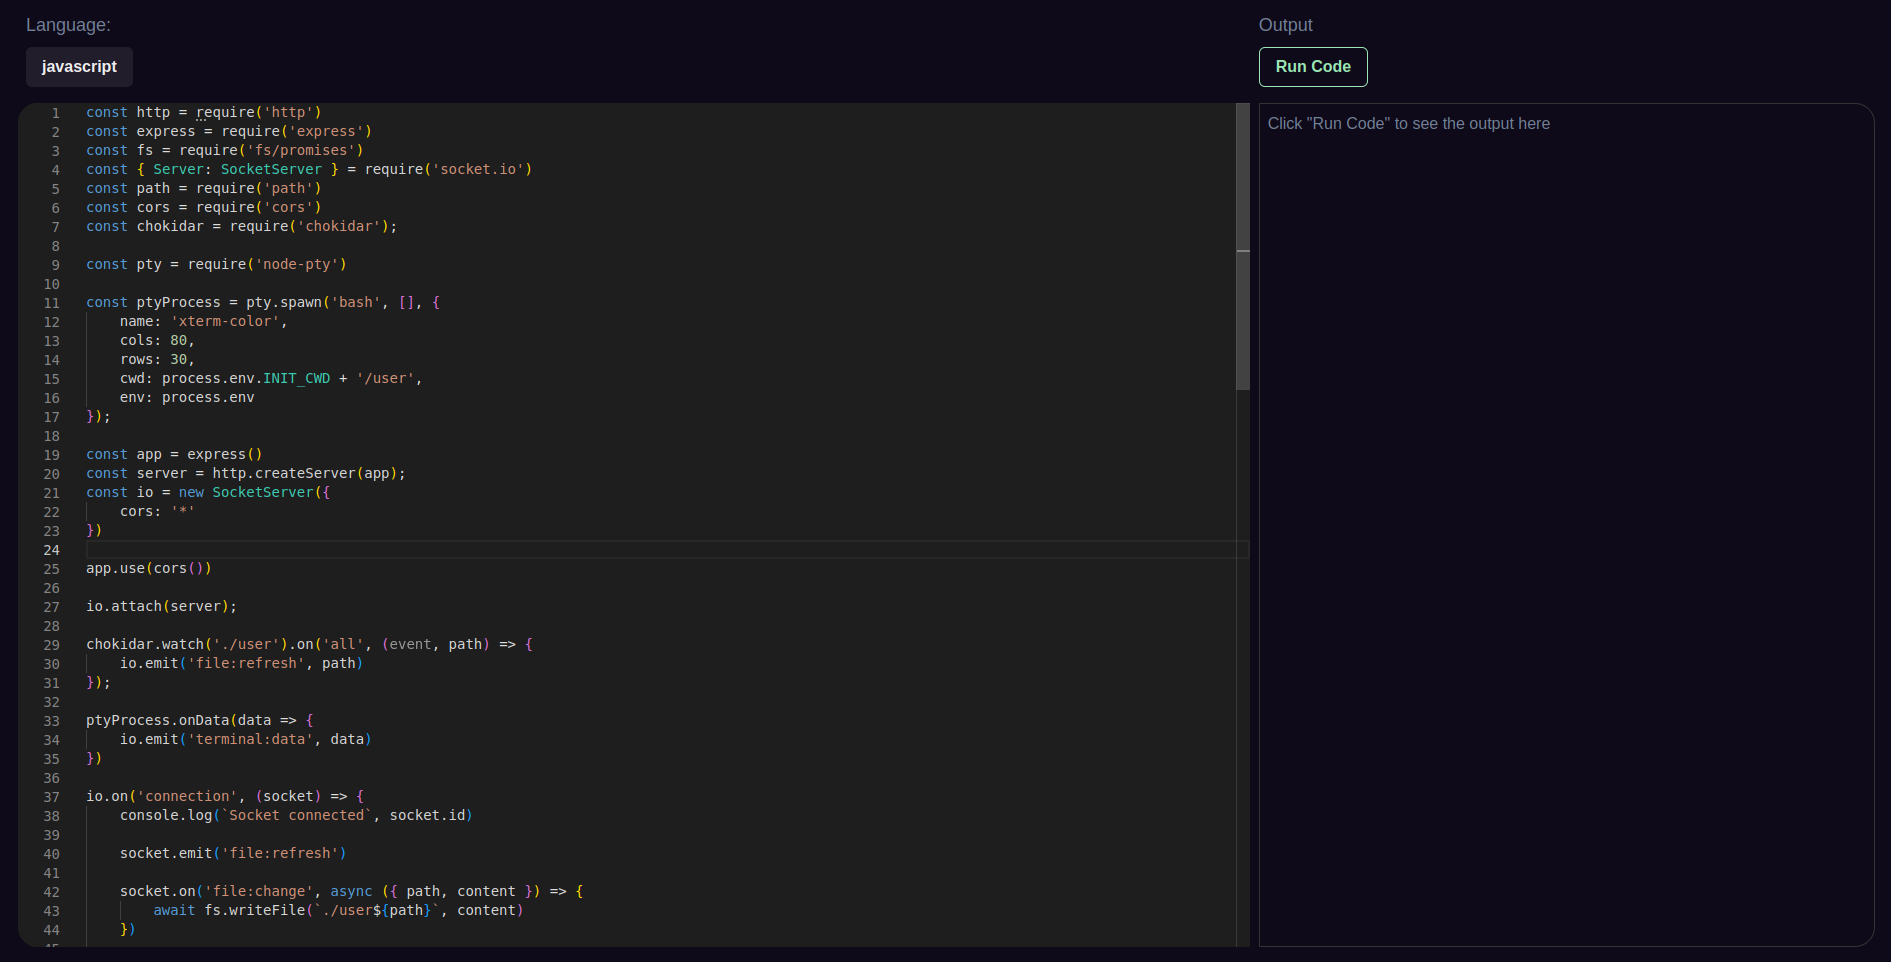 Language:
javascript
Output
Run Code
1 const http = require('http')
2 const express = require('express')
3 const fs = require('fs/promises')
4 const { Server: SocketServer } = require('socket.io')
5 const path = require('path')
6 const cors = require('cors')
7 const chokidar = require('chokidar');
8
9 const pty = require('node-pty')
10
11 const ptyProcess = pty.spawn('bash', [], {
12     name: 'xterm-color',
13     cols: 80,
14     rows: 30,
15     cwd: process.env.INIT_CWD + '/user',
16     env: process.env
17 });
18
19 const app = express()
20 const server = http.createServer(app);
21 const io = new SocketServer({
22     cors: '*'
23 })
24
25 app.use(cors())
26
27 io.attach(server);
28
29 chokidar.watch('./user').on('all', (event, path) => {
30     io.emit('file:refresh', path)
31 });
32
33 ptyProcess.onData(data => {
34     io.emit('terminal:data', data)
35 })
36
37 io.on('connection', (socket) => {
38     console.log(`Socket connected`, socket.id)
39
40     socket.emit('file:refresh')
41
42     socket.on('file:change', async ({ path, content }) => {
43         await fs.writeFile(`./user${path}`, content)
44     })
45
Click "Run Code" to see the output here